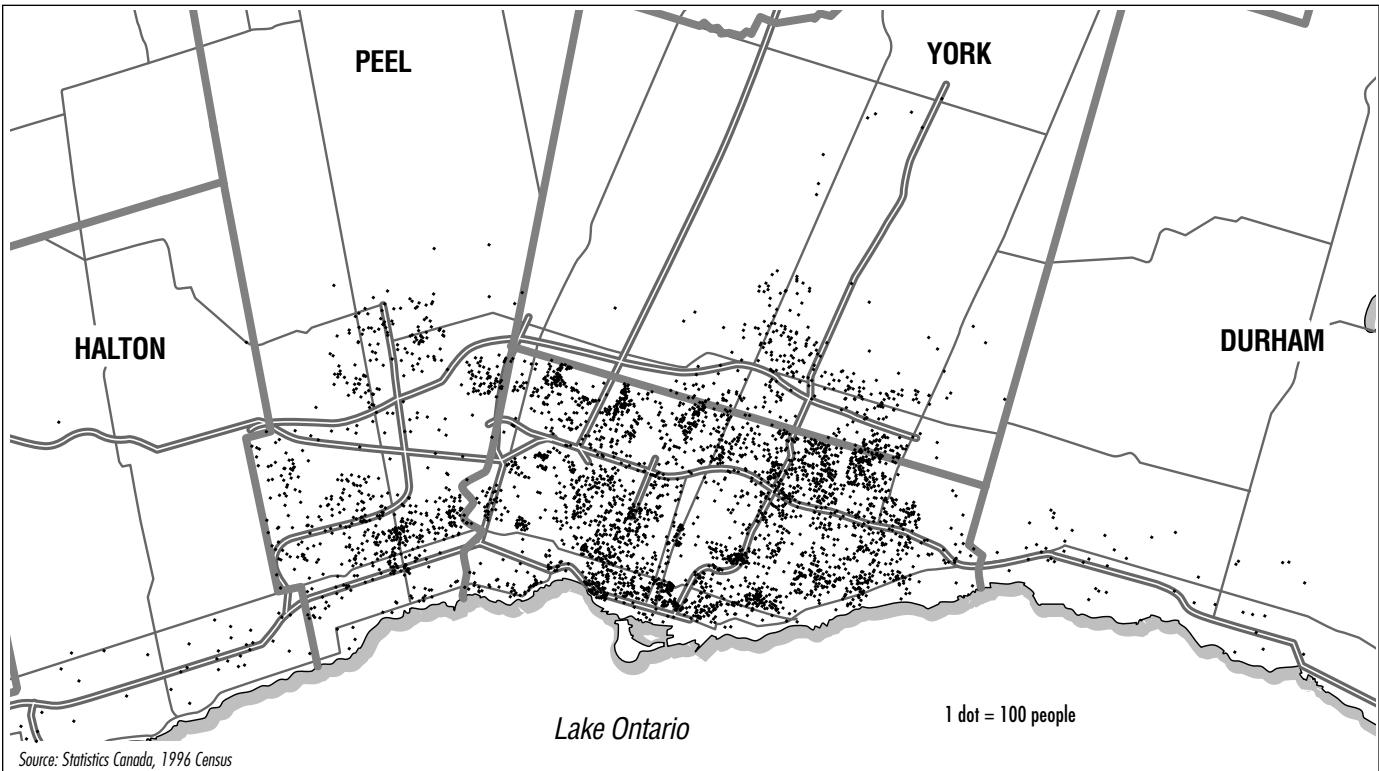 PEEL
YORK
HALTON
DURHAM
Lake Ontario
1 dot = 100 people
Source: Statistics Canada, 1996 Census